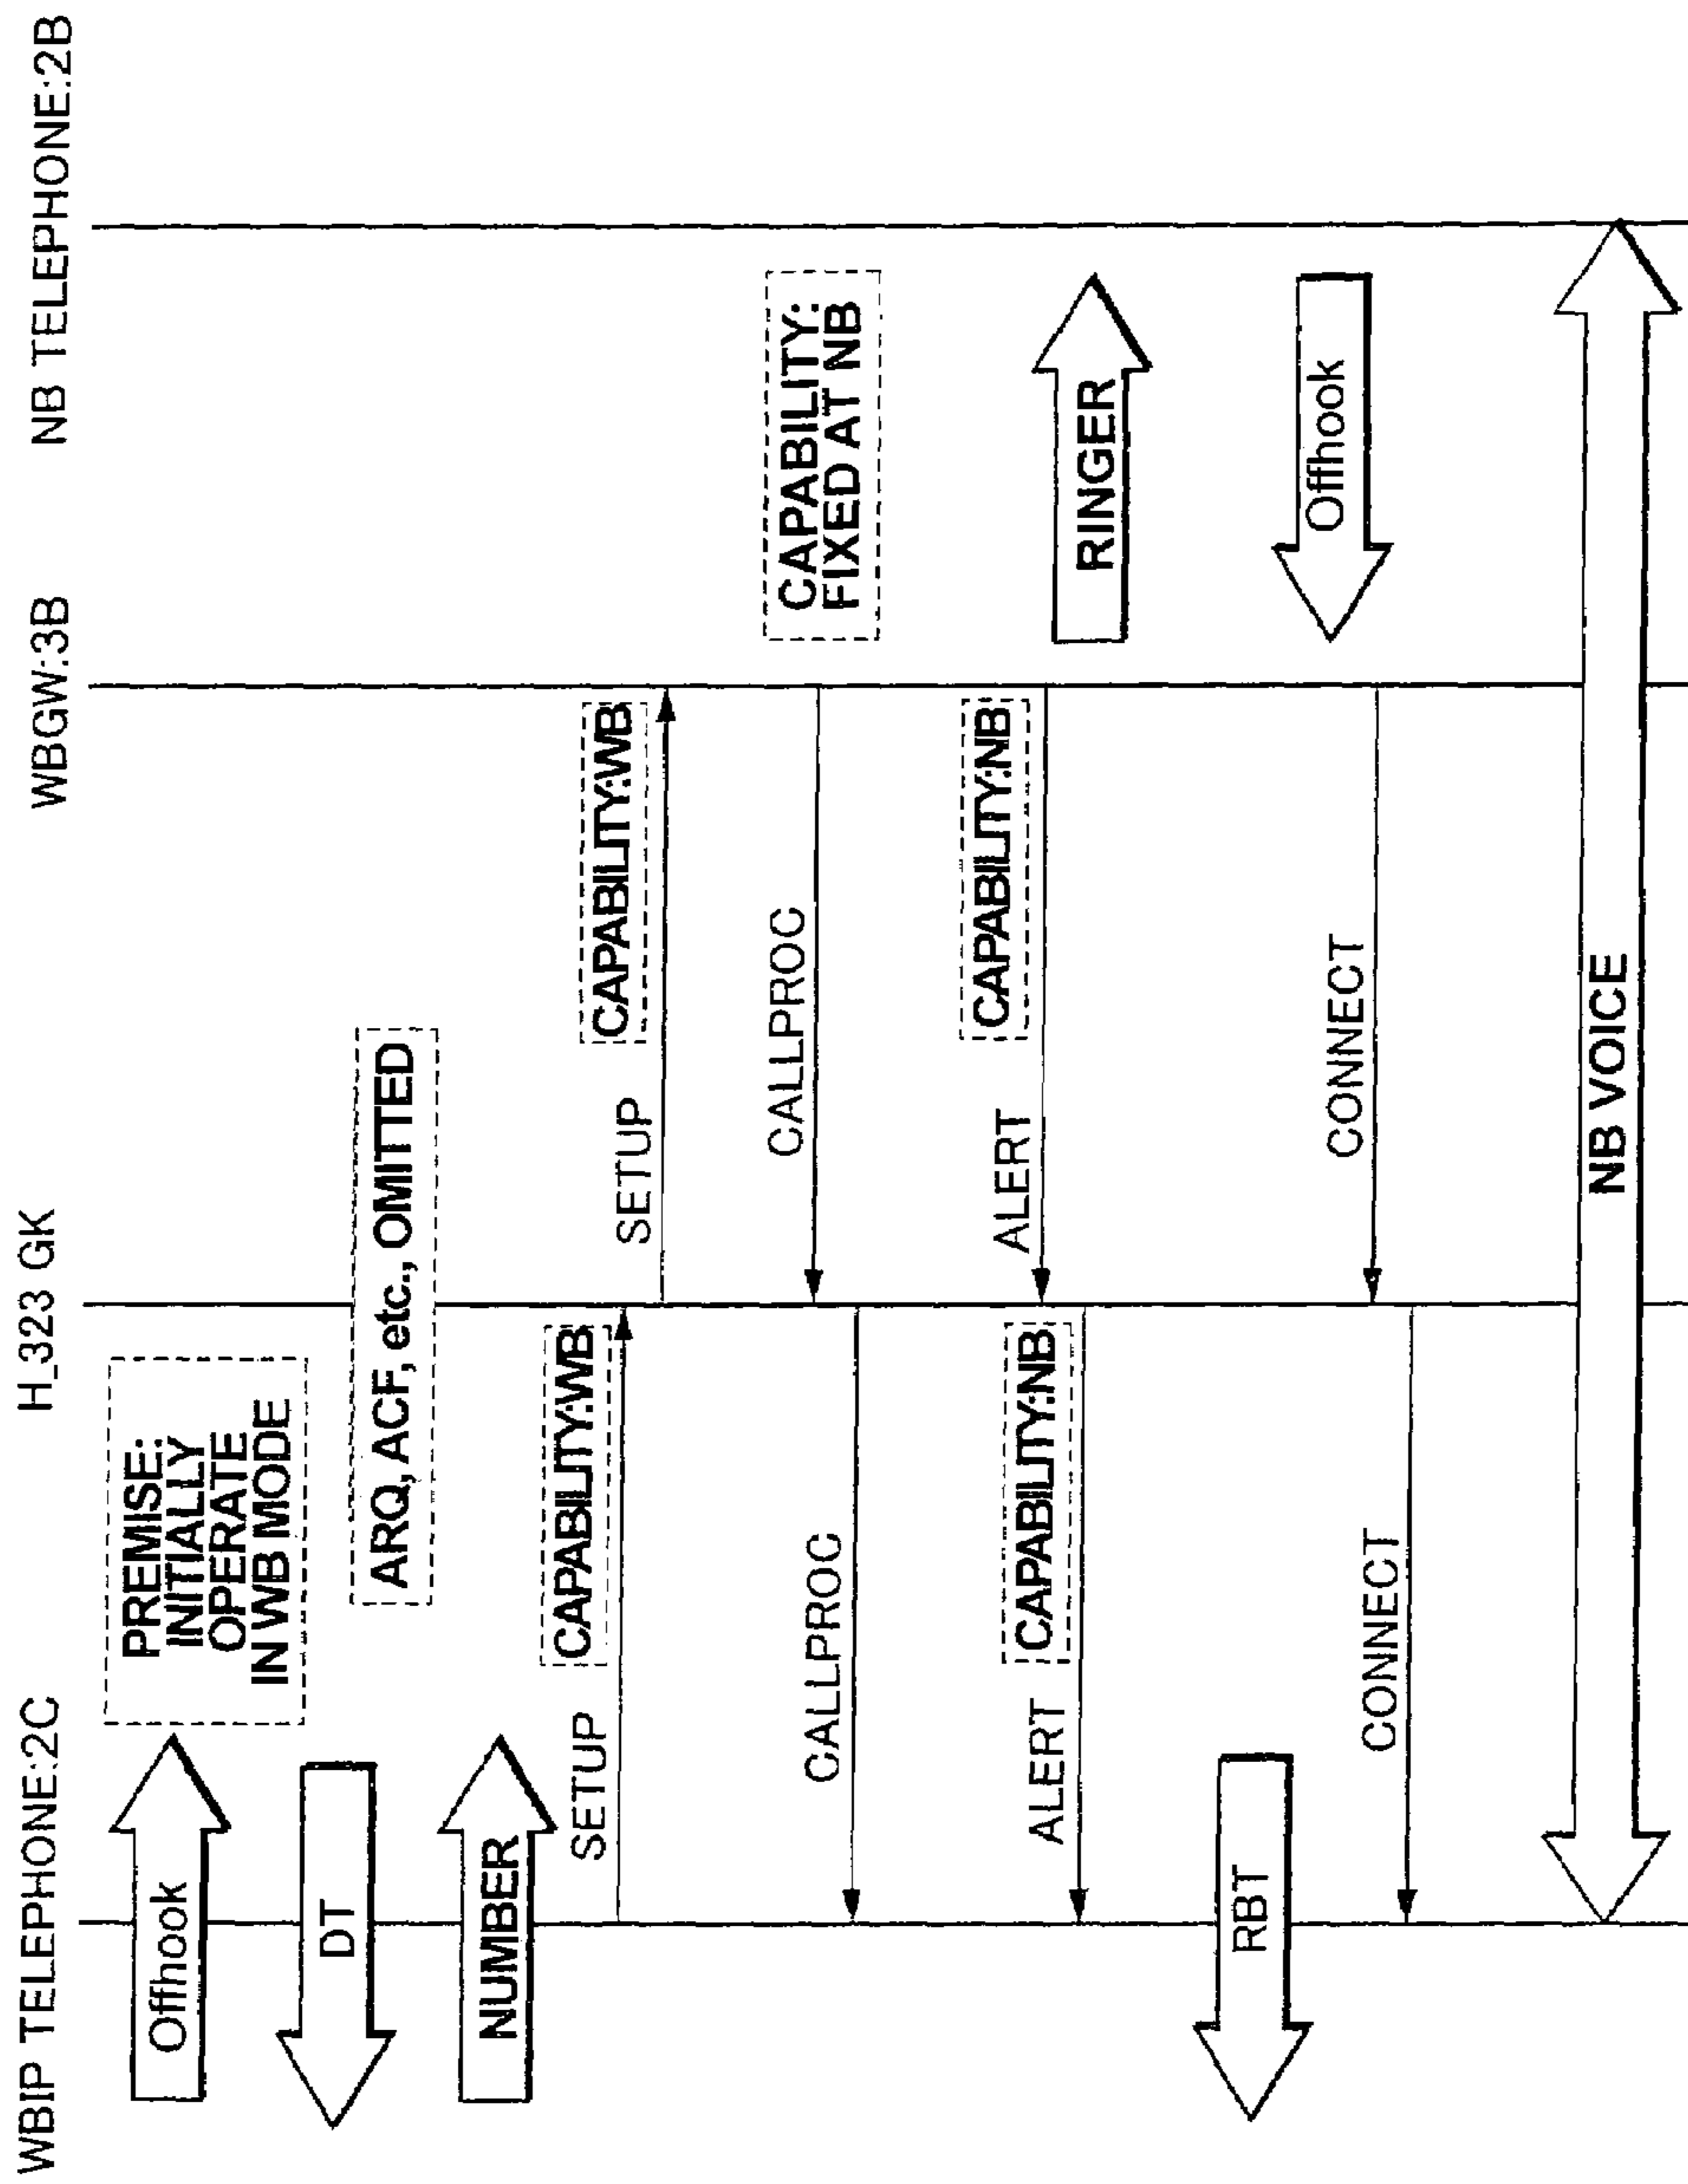 WBIP TELEPHONE:2C
H_323 GK
WBGW:3B
NB TELEPHONE:2B
Offhook
PREMISE:
INITIALLY
OPERATE
IN WB MODE
DT
ARQ, ACF, etc., OMITTED
NUMBER
SETUP
CAPABILITY:WB
SETUP
CAPABILITY:WB
CALLPROC
CAPABILITY:
FIXED AT NB
CALLPROC
ALERT
CAPABILITY:NB
ALERT
CAPABILITY:NB
RINGER
RBT
Offhook
CONNECT
CONNECT
NB VOICE